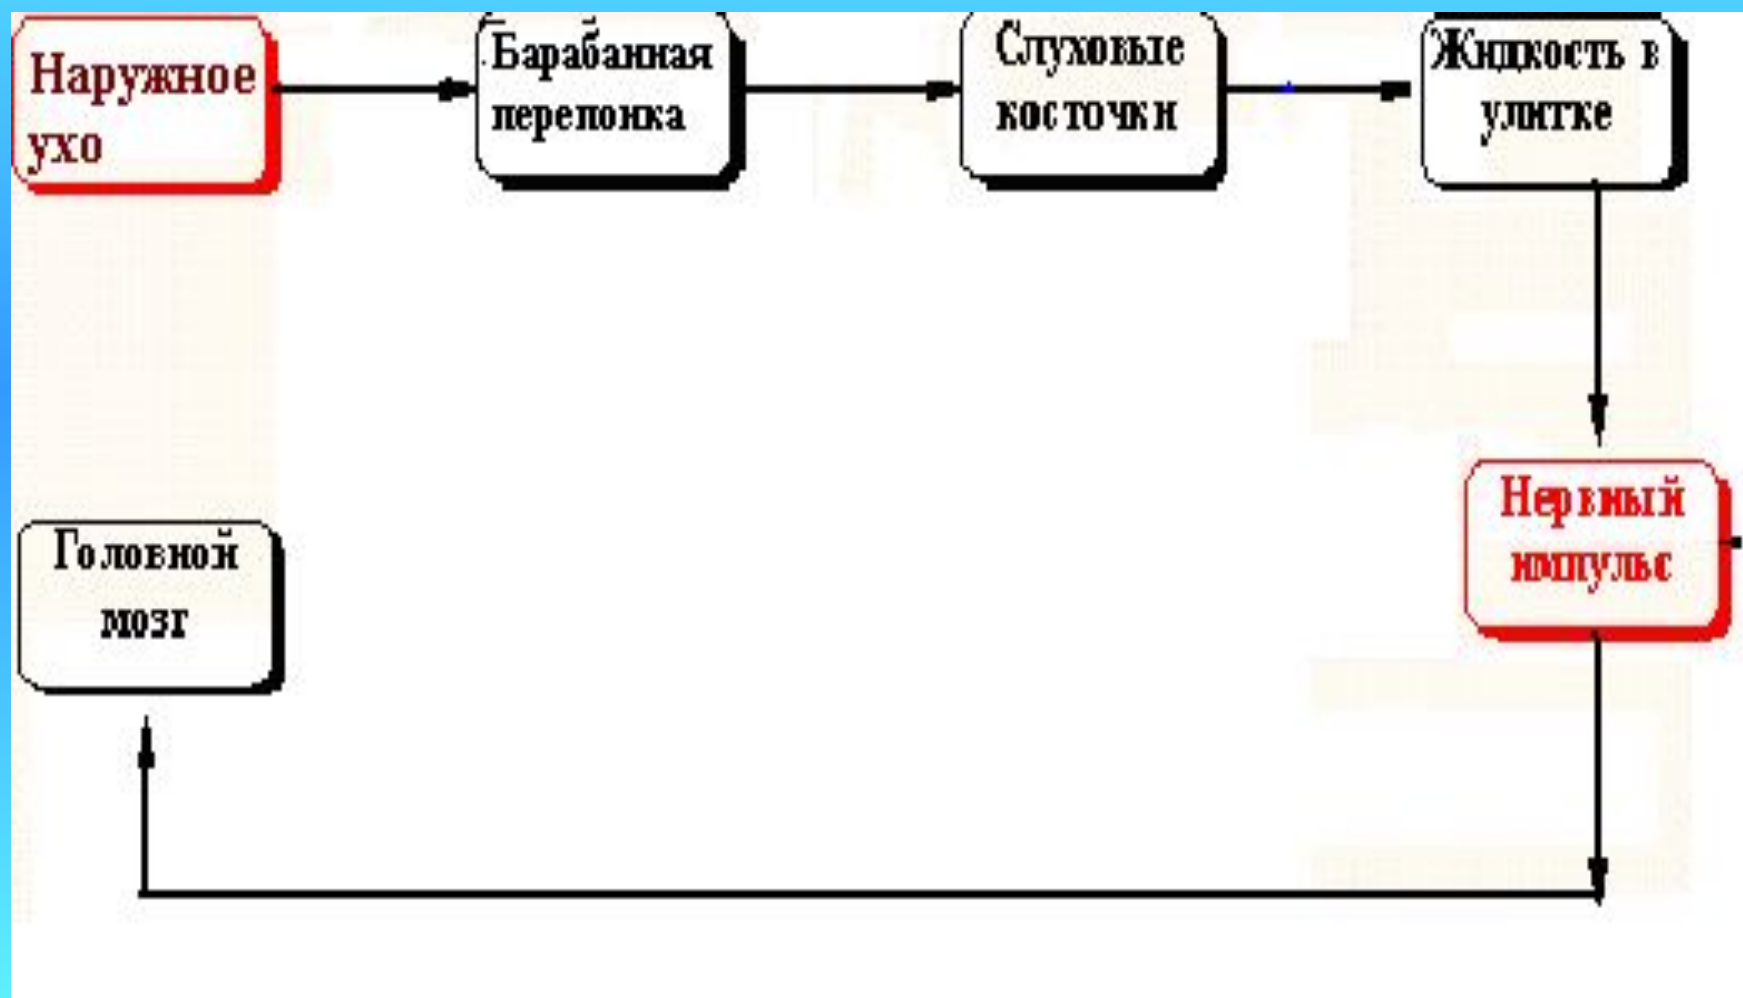 Наружное
ухо
Барабанная
перепонка
Слуховые
косточки
Жидкость в
улитке
Нервный
импульс
Головной
мозг